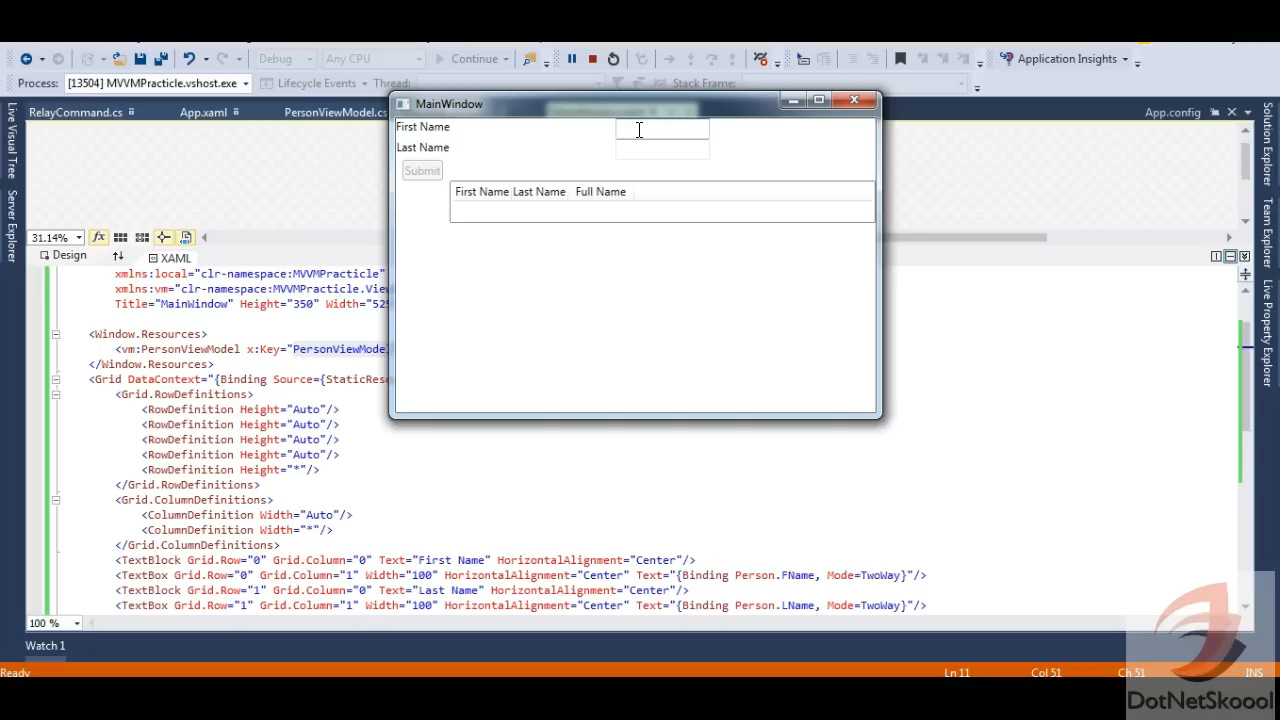 Debug Any CPU Continue Application Insights
Process: [13504] MVVMPracticle.vshost.exe Lifecycle Events Thread: Stack Frame:
RelayCommand.cs App.xaml PersonViewModel.cs App.config
Live Visual Tree
Server Explorer
MainWindow
First Name
Last Name
Submit
First Name Last Name Full Name
31.14% fx
Design XAML
xmlns:local="clr-namespace:MVVMPracticle"
xmlns:vm="clr-namespace:MVVMPracticle.View
Title="MainWindow" Height="350" Width="525
<Window.Resources>
<vm:PersonViewModel x:Key="PersonViewModel
</Window.Resources>
<Grid DataContext="{Binding Source={StaticReso
<Grid.RowDefinitions>
<RowDefinition Height="Auto"/>
<RowDefinition Height="Auto"/>
<RowDefinition Height="Auto"/>
<RowDefinition Height="Auto"/>
<RowDefinition Height="*"/>
</Grid.RowDefinitions>
<Grid.ColumnDefinitions>
<ColumnDefinition Width="Auto"/>
<ColumnDefinition Width="*"/>
</Grid.ColumnDefinitions>
<TextBlock Grid.Row="0" Grid.Column="0" Text="First Name" HorizontalAlignment="Center"/>
<TextBox Grid.Row="0" Grid.Column="1" Width="100" HorizontalAlignment="Center" Text="{Binding Person.FName, Mode=TwoWay}"/>
<TextBlock Grid.Row="1" Grid.Column="0" Text="Last Name" HorizontalAlignment="Center"/>
<TextBox Grid.Row="1" Grid.Column="1" Width="100" HorizontalAlignment="Center" Text="{Binding Person.LName, Mode=TwoWay}"/>
100 %
Watch 1
Ready Ln 11 Col 51 Ch 51 INS
Solution Explorer
Team Explorer
Live Property Explorer
DotNetSkoool